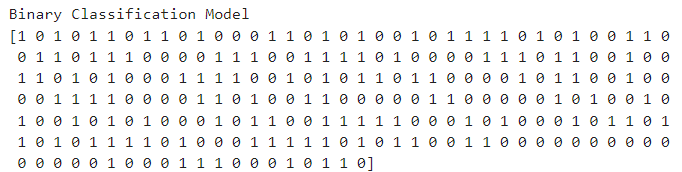 Binary Classification Model
[1 0 1 0 1 1 0 1 1 0 1 0 0 0 1 1 0 1 0 1 0 0 1 0 1 1 1 1 0 1 0 1 0 0 1 1 0
0 1 1 0 1 1 1 0 0 0 0 1 1 1 0 0 1 1 1 1 0 1 0 0 0 0 1 1 1 0 1 1 0 0 1 0 0
1 1 0 1 0 1 0 0 0 1 1 1 1 0 0 1 0 1 0 1 1 0 1 1 0 0 0 0 1 0 1 1 0 0 1 0 0
0 0 1 1 1 1 0 0 0 0 1 1 0 1 0 0 1 1 0 0 0 0 0 1 1 0 0 0 0 0 1 0 1 0 0 1 0
1 0 0 1 0 1 0 1 0 0 0 1 0 1 1 0 0 1 1 1 1 1 0 0 0 1 0 1 0 0 0 1 0 1 1 0 1
1 0 1 0 1 1 1 1 0 1 0 0 0 1 1 1 1 1 0 1 0 1 1 0 0 1 1 0 0 0 0 0 0 0 0 0 0
0 0 0 0 0 1 0 0 0 1 1 1 0 0 0 1 0 1 1 0]